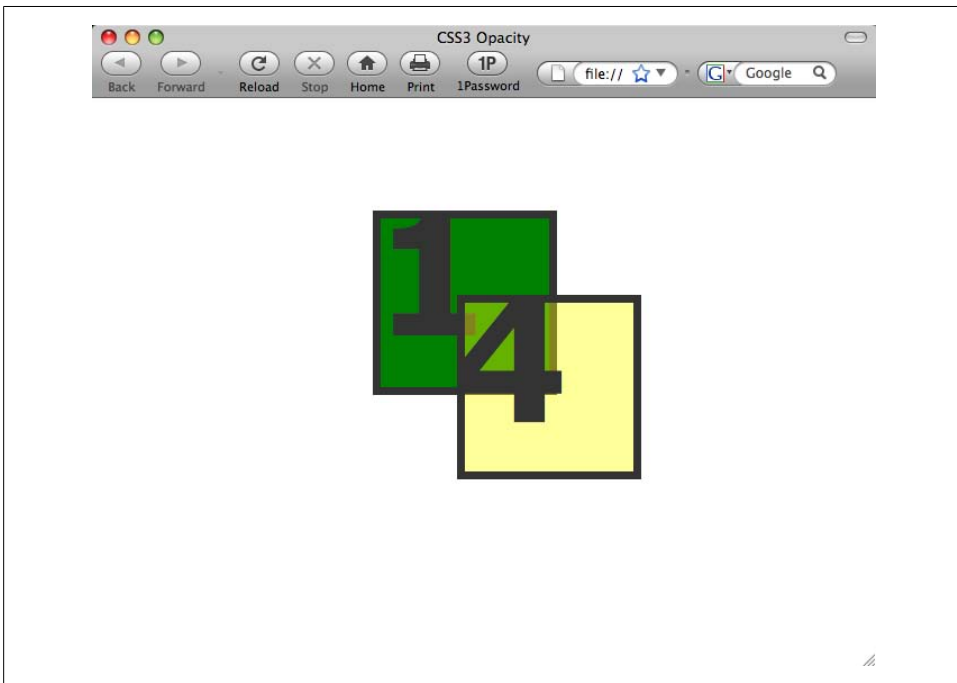 CSS3 Opacity
1P
file://
G
Google
Back Forward Reload Stop Home Print 1Password
1
4